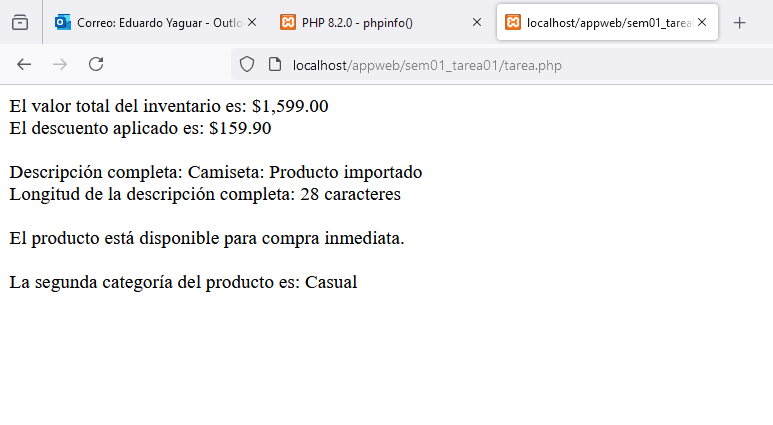 Correo: Eduardo Yaguar - Outlo
PHP 8.2.0 - phpinfo()
localhost/appweb/sem01_tarea
localhost/appweb/sem01_tarea01/tarea.php
El valor total del inventario es: $1,599.00
El descuento aplicado es: $159.90
Descripción completa: Camiseta: Producto importado
Longitud de la descripción completa: 28 caracteres
El producto está disponible para compra inmediata.
La segunda categoría del producto es: Casual